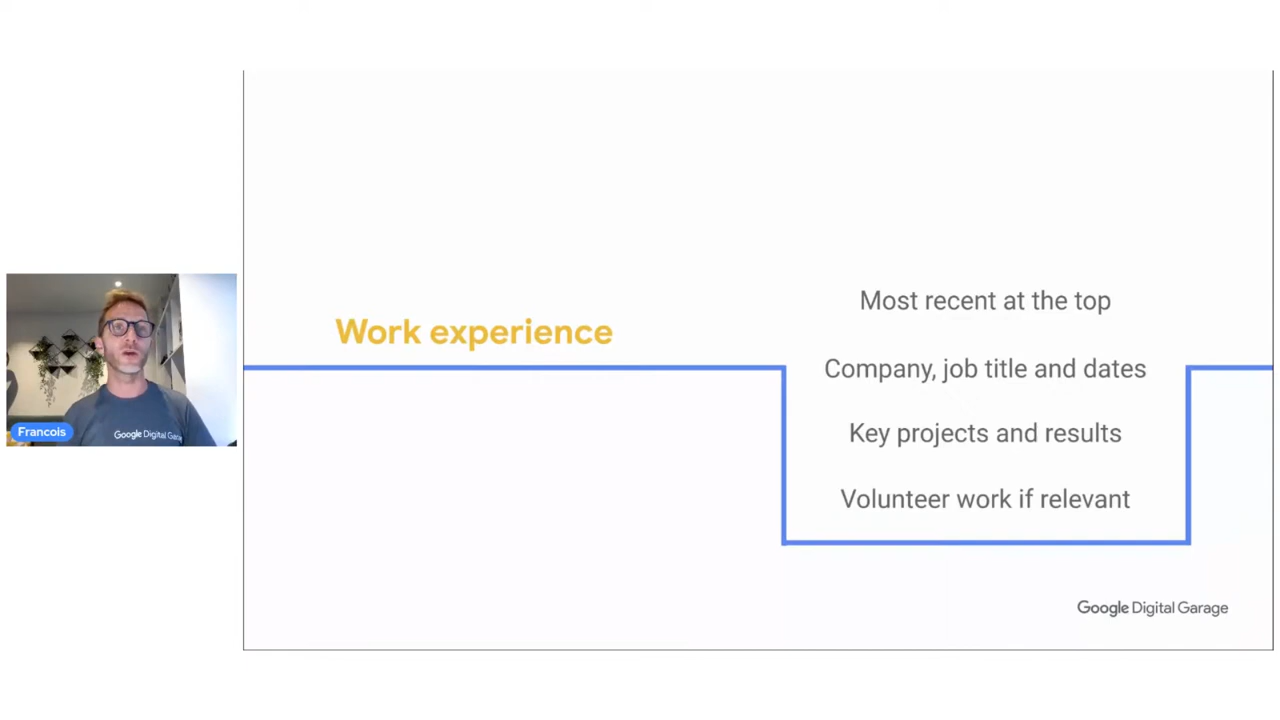 Work experience
Most recent at the top
Company, job title and dates
Key projects and results
Volunteer work if relevant
Google Digital Garage
Francois
Google Digital Garage